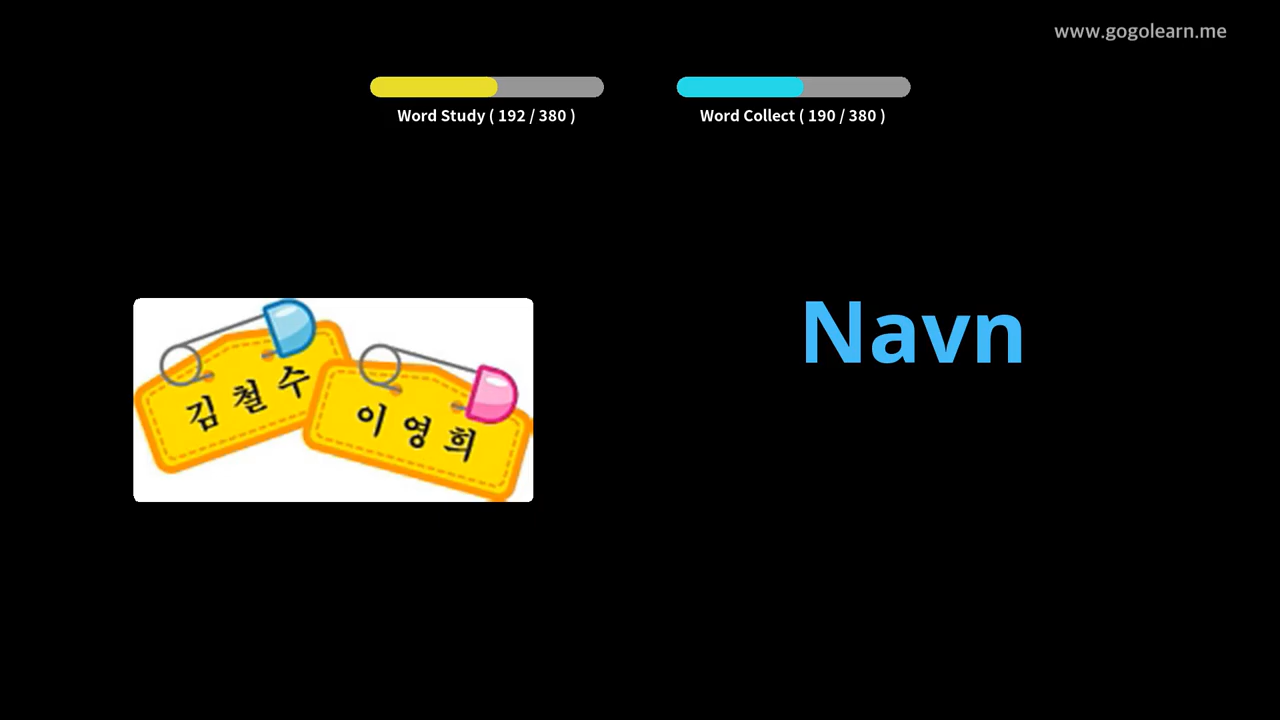 www.gogolearn.me
Word Study ( 192 / 380 )
Word Collect ( 190 / 380 )
김철수
이영희
Navn